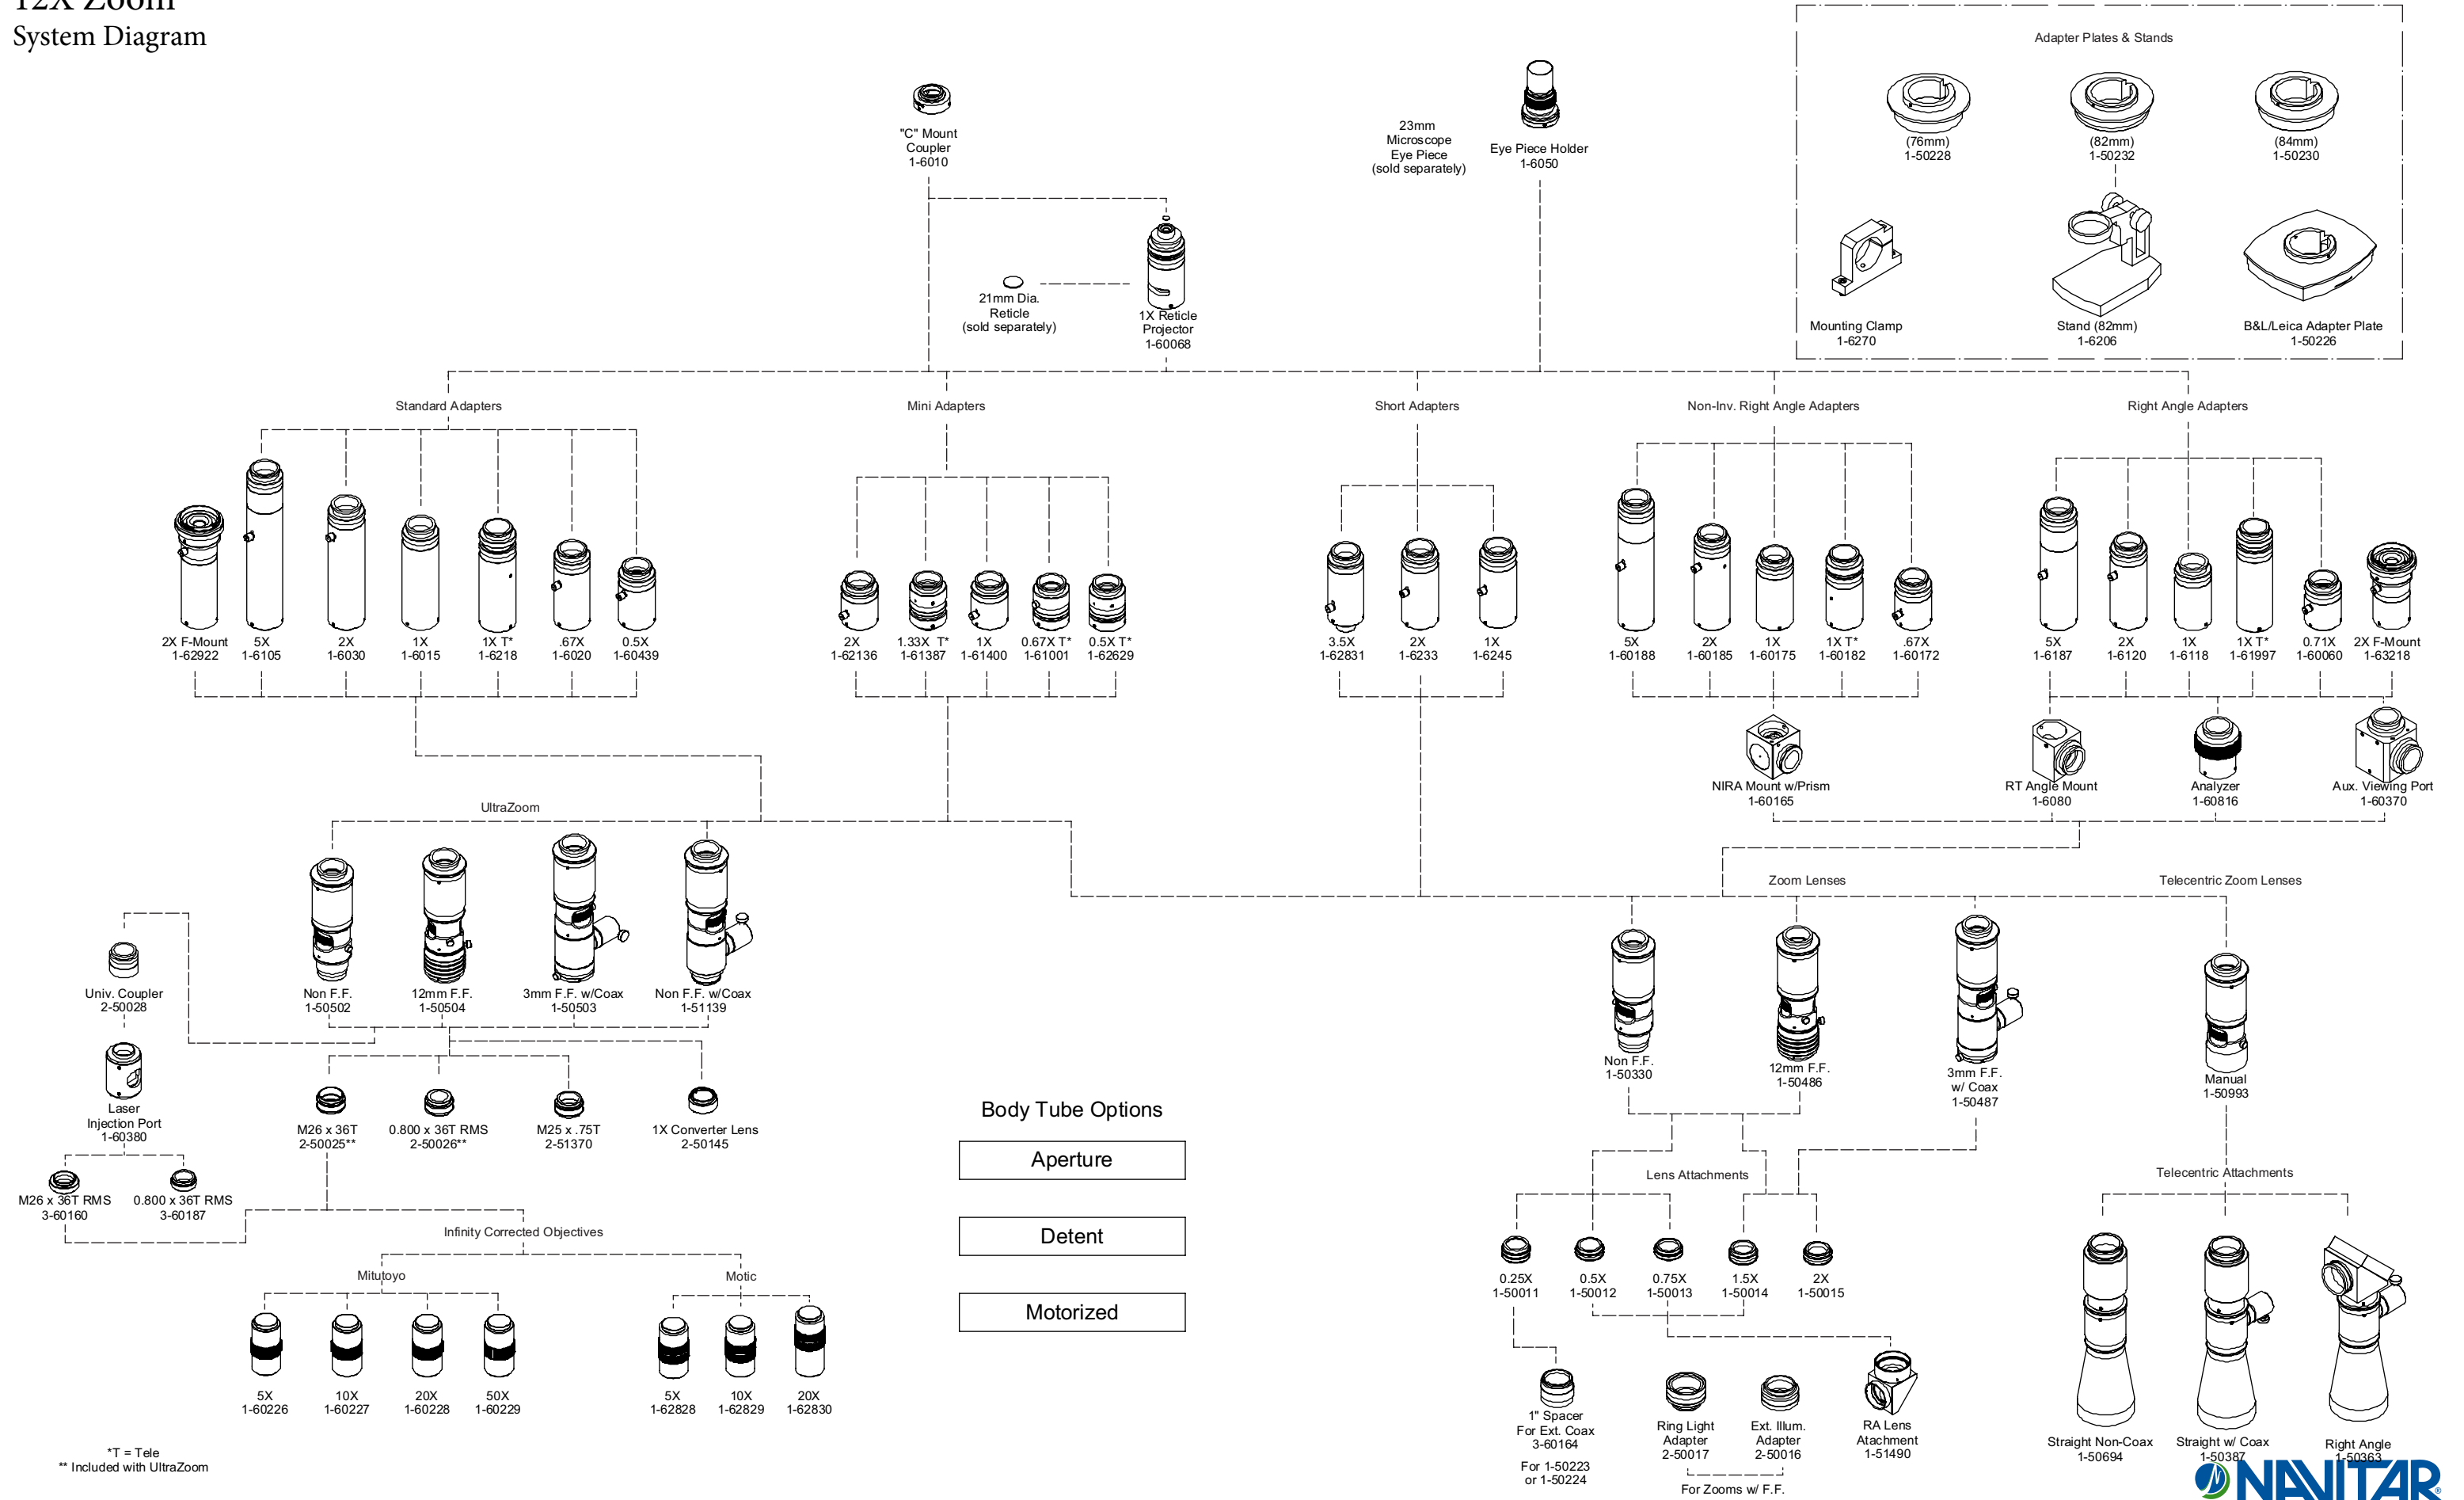 12X Zoom
System Diagram
"C" Mount
Coupler
1-6010
23mm
Microscope
Eye Piece
(sold separately)
Eye Piece Holder
1-6050
21mm Dia.
Reticle
(sold separately)
1X Reticle
Projector
1-60068
Adapter Plates & Stands
(76mm)
1-50228
(82mm)
1-50232
(84mm)
1-50230
Mounting Clamp
1-6270
Stand (82mm)
1-6206
B&L/Leica Adapter Plate
1-50226
Standard Adapters
2X F-Mount
1-62922
5X
1-6105
2X
1-6030
1X
1-6015
1X T*
1-6218
.67X
1-6020
0.5X
1-60439
Mini Adapters
2X
1-62136
1.33X T*
1-61387
1X
1-61400
0.67X T*
1-61001
0.5X T*
1-62629
Short Adapters
3.5X
1-62831
2X
1-6233
1X
1-6245
Non-Inv. Right Angle Adapters
5X
1-60188
2X
1-60185
1X
1-60175
1X T*
1-60182
.67X
1-60172
NIRA Mount w/Prism
1-60165
Right Angle Adapters
5X
1-6187
2X
1-6120
1X
1-6118
1X T*
1-61997
0.71X
1-60060
2X F-Mount
1-63218
RT Angle Mount
1-6080
Analyzer
1-60816
Aux. Viewing Port
1-60370
UltraZoom
Non F.F.
1-50502
12mm F.F.
1-50504
3mm F.F. w/Coax
1-50503
Non F.F. w/Coax
1-51139
Univ. Coupler
2-50028
Laser
Injection Port
1-60380
M26 x 36T RMS
3-60160
0.800 x 36T RMS
3-60187
M26 x 36T
2-50025**
0.800 x 36T RMS
2-50026**
M25 x .75T
2-51370
1X Converter Lens
2-50145
Infinity Corrected Objectives
Mitutoyo
5X
1-60226
10X
1-60227
20X
1-60228
50X
1-60229
Motic
5X
1-62828
10X
1-62829
20X
1-62830
*T = Tele
** Included with UltraZoom
Body Tube Options
Aperture
Detent
Motorized
Zoom Lenses
Non F.F.
1-50330
12mm F.F.
1-50486
3mm F.F.
w/ Coax
1-50487
Telecentric Zoom Lenses
Manual
1-50993
Lens Attachments
0.25X
1-50011
0.5X
1-50012
0.75X
1-50013
1.5X
1-50014
2X
1-50015
1" Spacer
For Ext. Coax
3-60164
For 1-50223
or 1-50224
Ring Light
Adapter
2-50017
Ext. Illum.
Adapter
2-50016
For Zooms w/ F.F.
RA Lens
Atachment
1-51490
Telecentric Attachments
Straight Non-Coax
1-50694
Straight w/ Coax
1-50387
Right Angle
1-50363
NAVITAR®